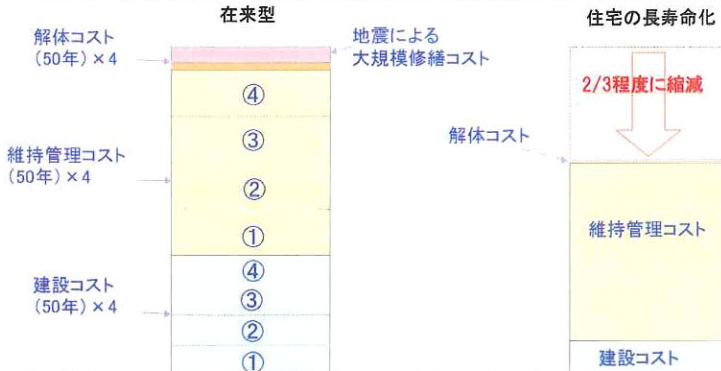 在来型
解体コスト
(50年)×4
地震による
大規模修繕コスト
④
③
②
①
維持管理コスト
(50年)×4
④
③
②
①
建設コスト
(50年)×4
住宅の長寿命化
2/3程度に縮減
解体コスト
維持管理コスト
建設コスト